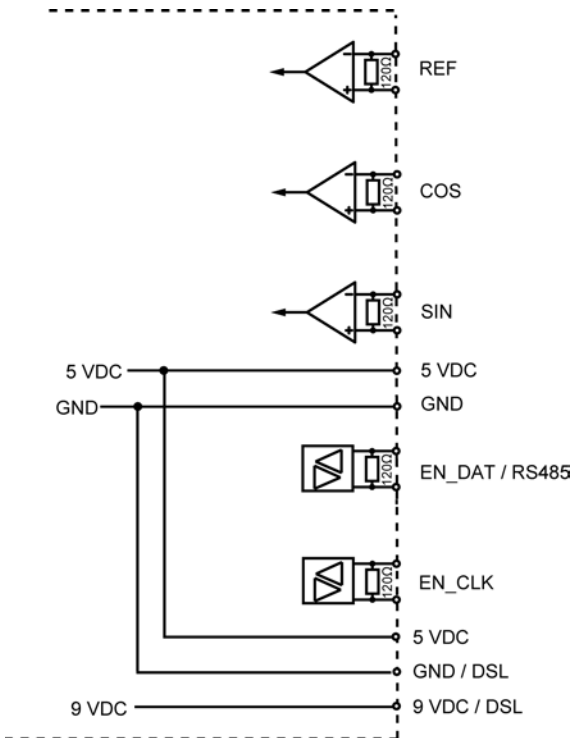 REF
120Ω
COS
120Ω
SIN
120Ω
5 VDC 5 VDC
GND GND
EN_DAT / RS485
120Ω
EN_CLK
120Ω
5 VDC
GND / DSL
9 VDC 9 VDC / DSL